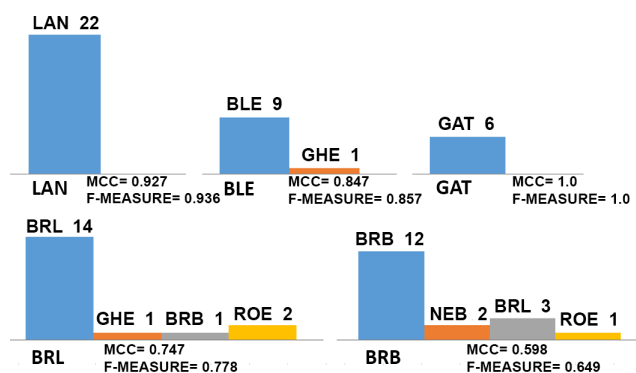 LAN 22
BLE 9
GHE 1
GAT 6
LAN
MCC= 0.927
F-MEASURE= 0.936
BLE
MCC= 0.847
F-MEASURE= 0.857
GAT
MCC= 1.0
F-MEASURE= 1.0
BRL 14
GHE 1
BRB 1
ROE 2
BRB 12
NEB 2
BRL 3
ROE 1
BRL
MCC= 0.747
F-MEASURE= 0.778
BRB
MCC= 0.598
F-MEASURE= 0.649